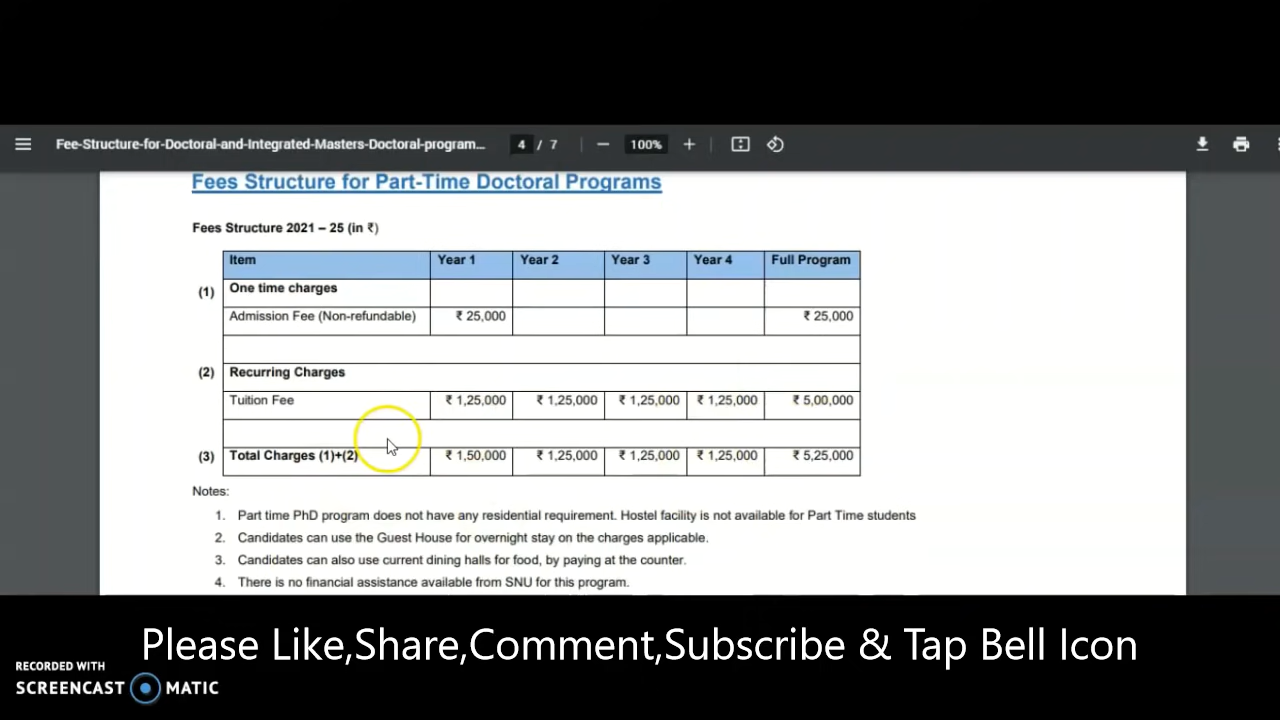 Fee-Structure-for-Doctoral-and-Integrated-Masters-Doctoral-program... 4 / 7 100%
Fees Structure for Part-Time Doctoral Programs
Fees Structure 2021 – 25 (in ₹)
Item Year 1 Year 2 Year 3 Year 4 Full Program
(1) One time charges
Admission Fee (Non-refundable) ₹ 25,000 ₹ 25,000
(2) Recurring Charges
Tuition Fee ₹ 1,25,000 ₹ 1,25,000 ₹ 1,25,000 ₹ 1,25,000 ₹ 5,00,000
(3) Total Charges (1)+(2) ₹ 1,50,000 ₹ 1,25,000 ₹ 1,25,000 ₹ 1,25,000 ₹ 5,25,000
Notes:
1. Part time PhD program does not have any residential requirement. Hostel facility is not available for Part Time students
2. Candidates can use the Guest House for overnight stay on the charges applicable.
3. Candidates can also use current dining halls for food, by paying at the counter.
4. There is no financial assistance available from SNU for this program.
Please Like,Share,Comment,Subscribe & Tap Bell Icon
RECORDED WITH
SCREENCAST MATIC